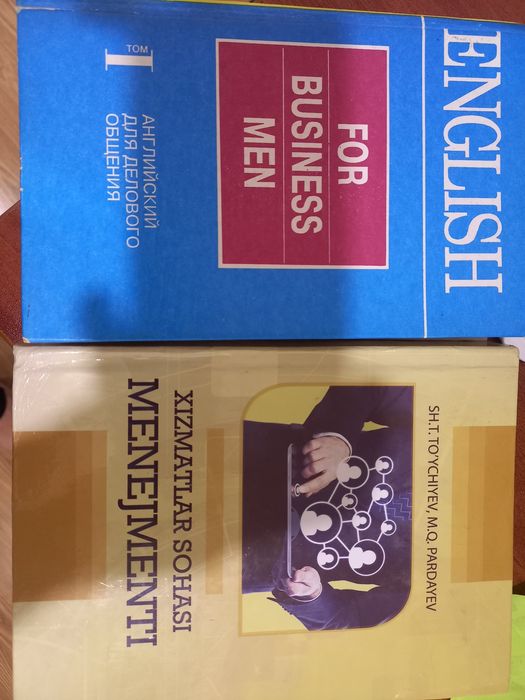 ENGLISH
FOR
BUSINESS
MEN
ТОМ
I
АНГЛИЙСКИЙ
ДЛЯ ДЕЛОВОГО
ОБЩЕНИЯ
SH.T. TO'YCHIYEV, M.Q. PARDAYEV
XIZMATLAR SOHASI
MENEJMENTI